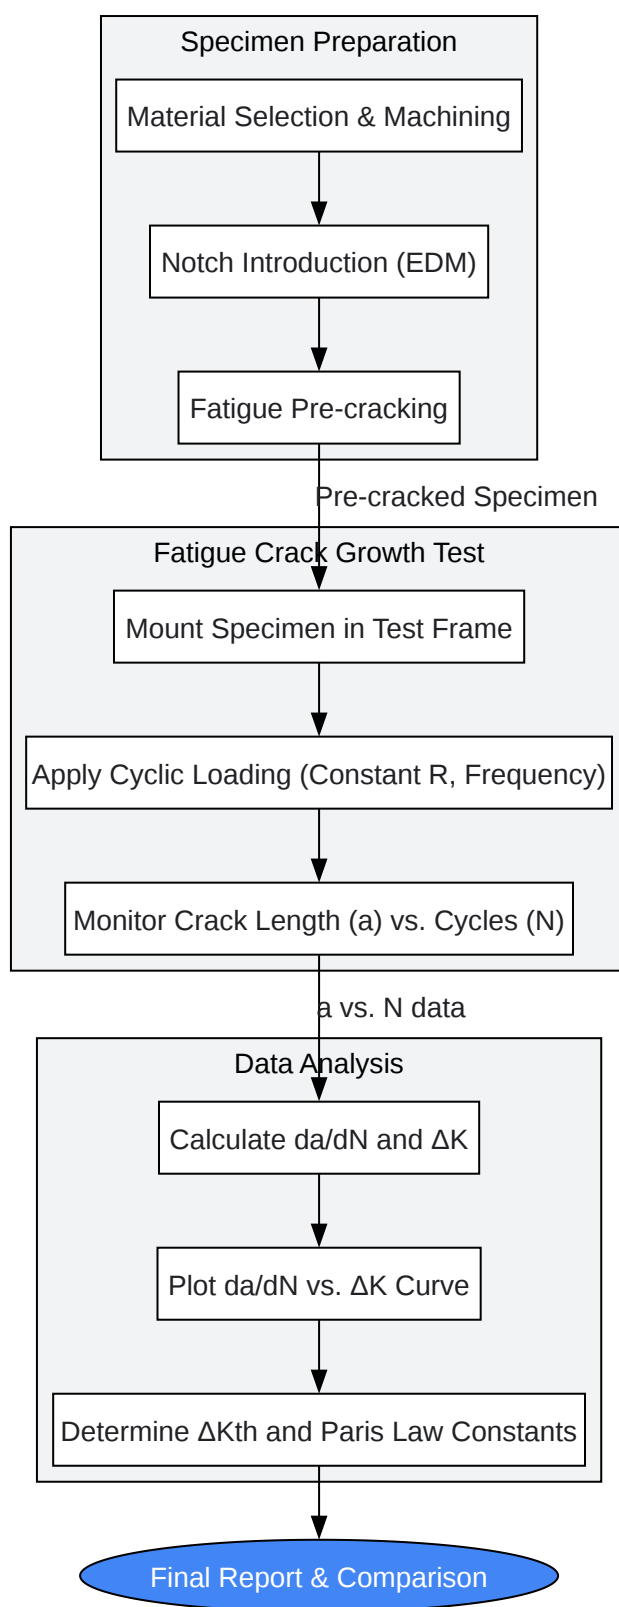 Specimen Preparation
Material Selection & Machining
Notch Introduction (EDM)
Fatigue Pre-cracking
Pre-cracked Specimen
Fatigue Crack Growth Test
Mount Specimen in Test Frame
Apply Cyclic Loading (Constant R, Frequency)
Monitor Crack Length (a) vs. Cycles (N)
a vs. N data
Data Analysis
Calculate da/dN and ΔK
Plot da/dN vs. ΔK Curve
Determine ΔKth and Paris Law Constants
Final Report & Comparison